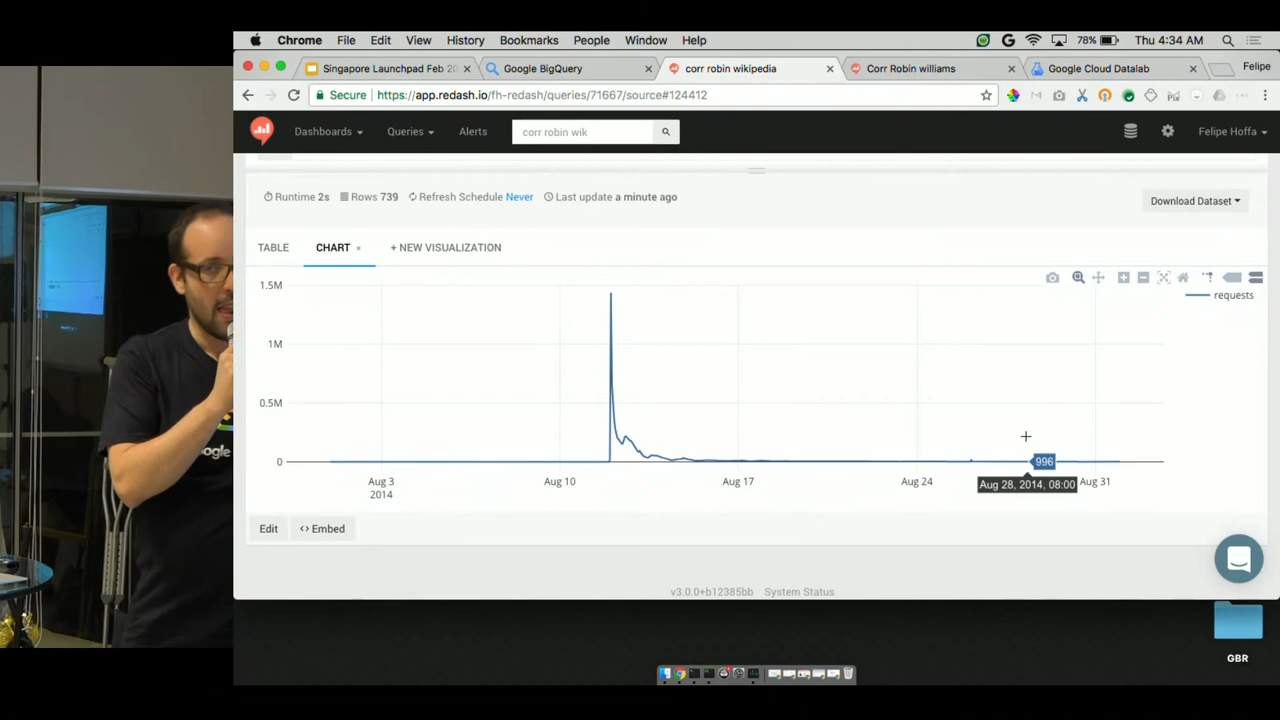 Chrome File Edit View History Bookmarks People Window Help 78% Thu 4:34 AM
Singapore Launchpad Feb 20 Google BigQuery corr robin wikipedia Corr Robin williams Google Cloud Datalab Felipe
Secure https://app.redash.io/fh-redash/queries/71667/source#124412
Dashboards Queries Alerts corr robin wik Felipe Hoffa
Runtime 2s Rows 739 Refresh Schedule Never Last update a minute ago Download Dataset
TABLE CHART + NEW VISUALIZATION
1.5M
requests
1M
0.5M
0
996
Aug 3 Aug 10 Aug 17 Aug 24 Aug 28, 2014, 08:00 Aug 31
2014
Edit <> Embed
v3.0.0+b12385bb System Status
GBR